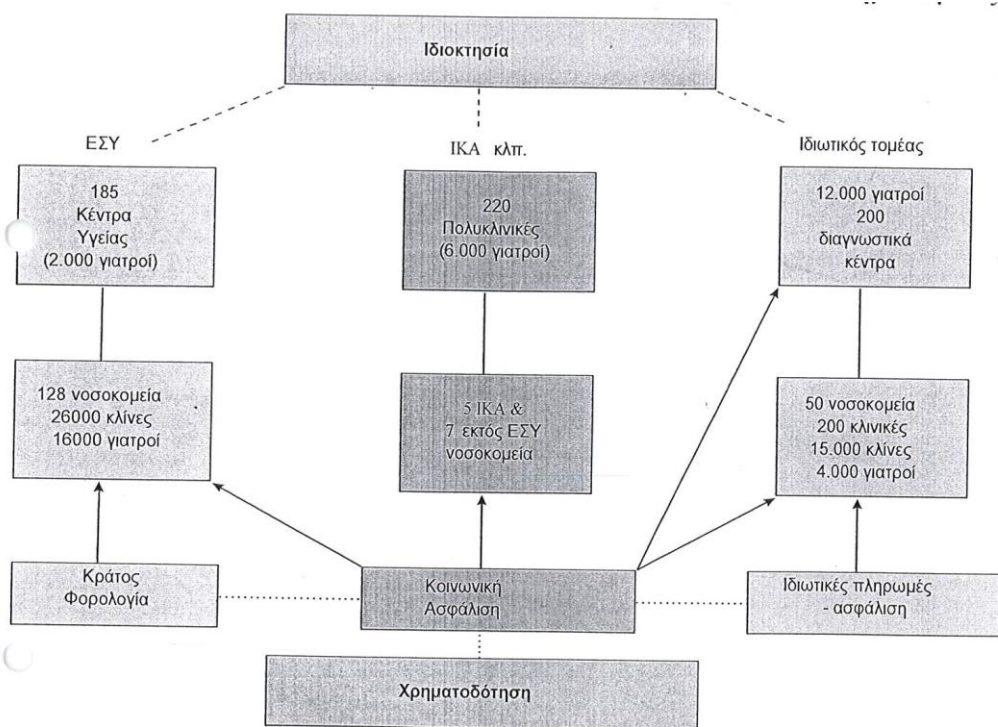 Ιδιοκτησία
ΕΣΥ
ΙΚΑ κλπ.
Ιδιωτικός τομέας
185
Κέντρα
Υγείας
(2.000 γιατροί)
220
Πολυκλινικές
(6.000 γιατροί)
12.000 γιατροί
200
διαγνωστικά
κέντρα
128 νοσοκομεία
26000 κλίνες
16000 γιατροί
5 ΙΚΑ &
7 εκτός ΕΣΥ
νοσοκομεία
50 νοσοκομεία
200 κλινικές
15.000 κλίνες
4.000 γιατροί
Κράτος
Φορολογία
Κοινωνική
Ασφάλιση
Ιδιωτικές πληρωμές
- ασφάλιση
Χρηματοδότηση